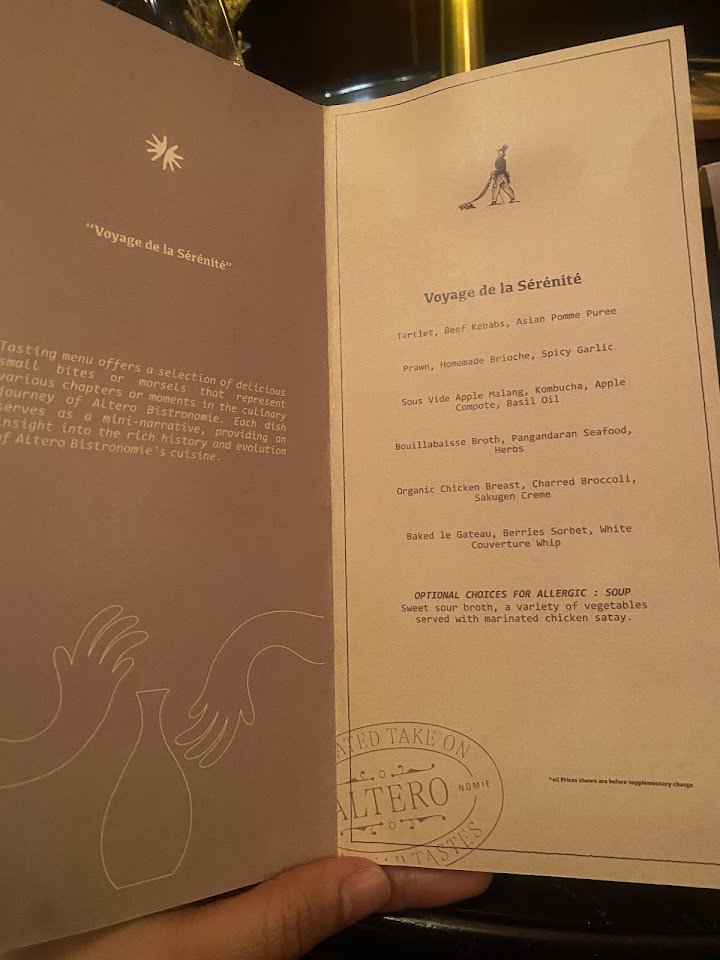 "Voyage de la Sérénité"
Tasting menu offers a selection of delicious
small bites or morsels that represent
various chapters or moments in the culinary
journey of Altero Bistronomie. Each dish
serves as a mini-narrative, providing an
insight into the rich history and evolution
of Altero Bistronomie's cuisine.
Voyage de la Sérénité
Tartlet, Beef Kebabs, Asian Pomme Puree
Prawn, Homemade Brioche, Spicy Garlic
Sous Vide Apple Malang, Kombucha, Apple
Compote, Basil Oil
Bouillabaisse Broth, Pangandaran Seafood,
Herbs
Organic Chicken Breast, Charred Broccoli,
Sakugen Creme
Baked le Gateau, Berries Sorbet, White
Couverture Whip
OPTIONAL CHOICES FOR ALLERGIC : SOUP
Sweet sour broth, a variety of vegetables
served with marinated chicken satay.
ATED TAKE ON
ALTERO
NOMIE
TASTES
*all Prices shown are before supplementary charge